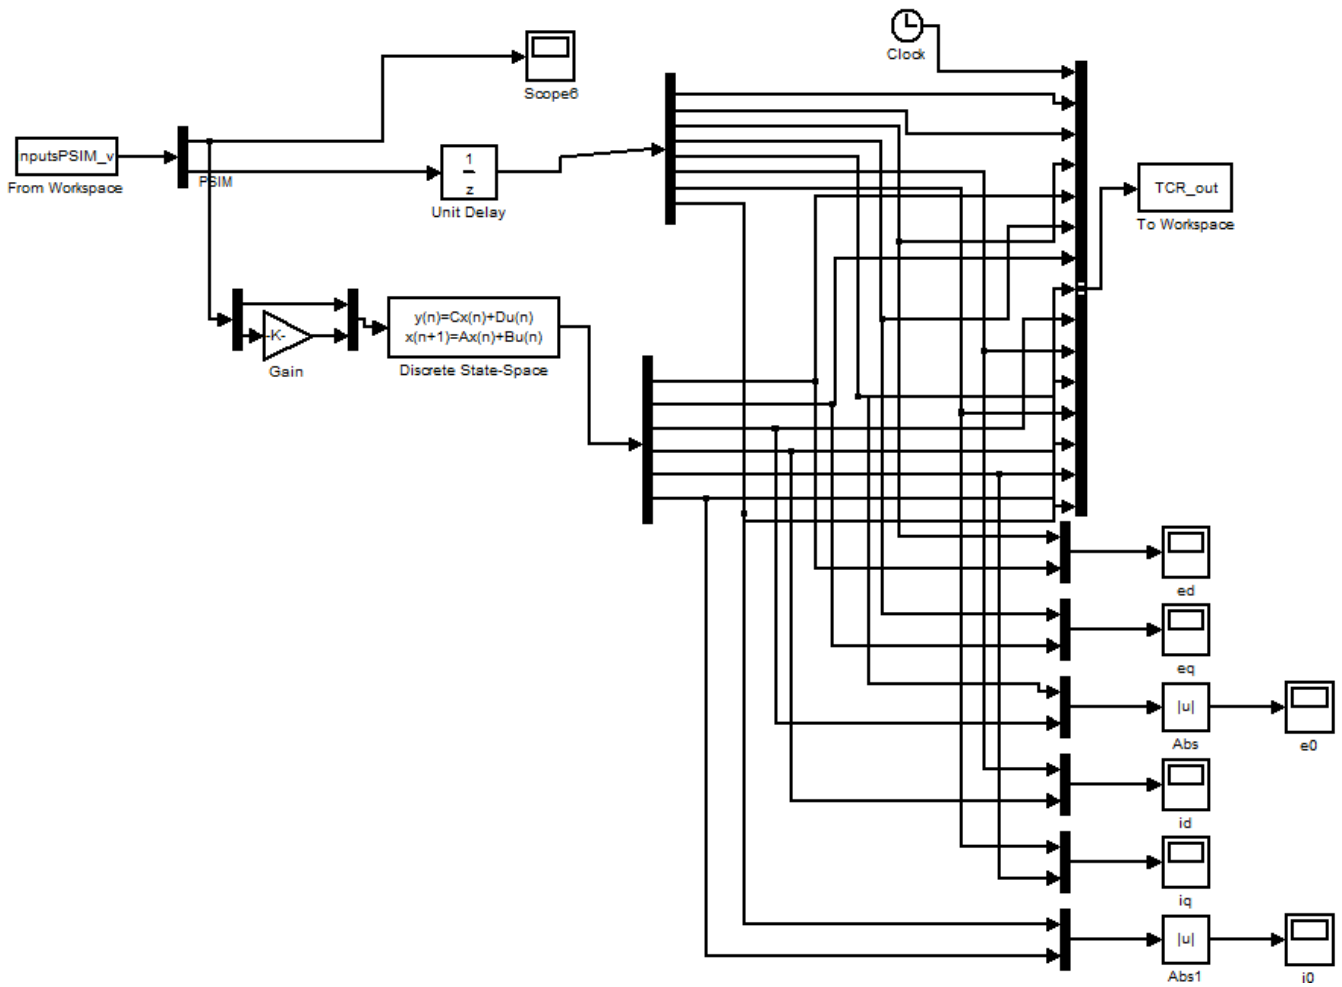 Clock
Scope6
nputsPSIM_v
From Workspace
PSIM
1
z
Unit Delay
TCR_out
To Workspace
-K-
Gain
y(n)=Cx(n)+Du(n)
x(n+1)=Ax(n)+Bu(n)
Discrete State-Space
ed
eq
|u|
Abs
e0
id
iq
|u|
Abs1
i0